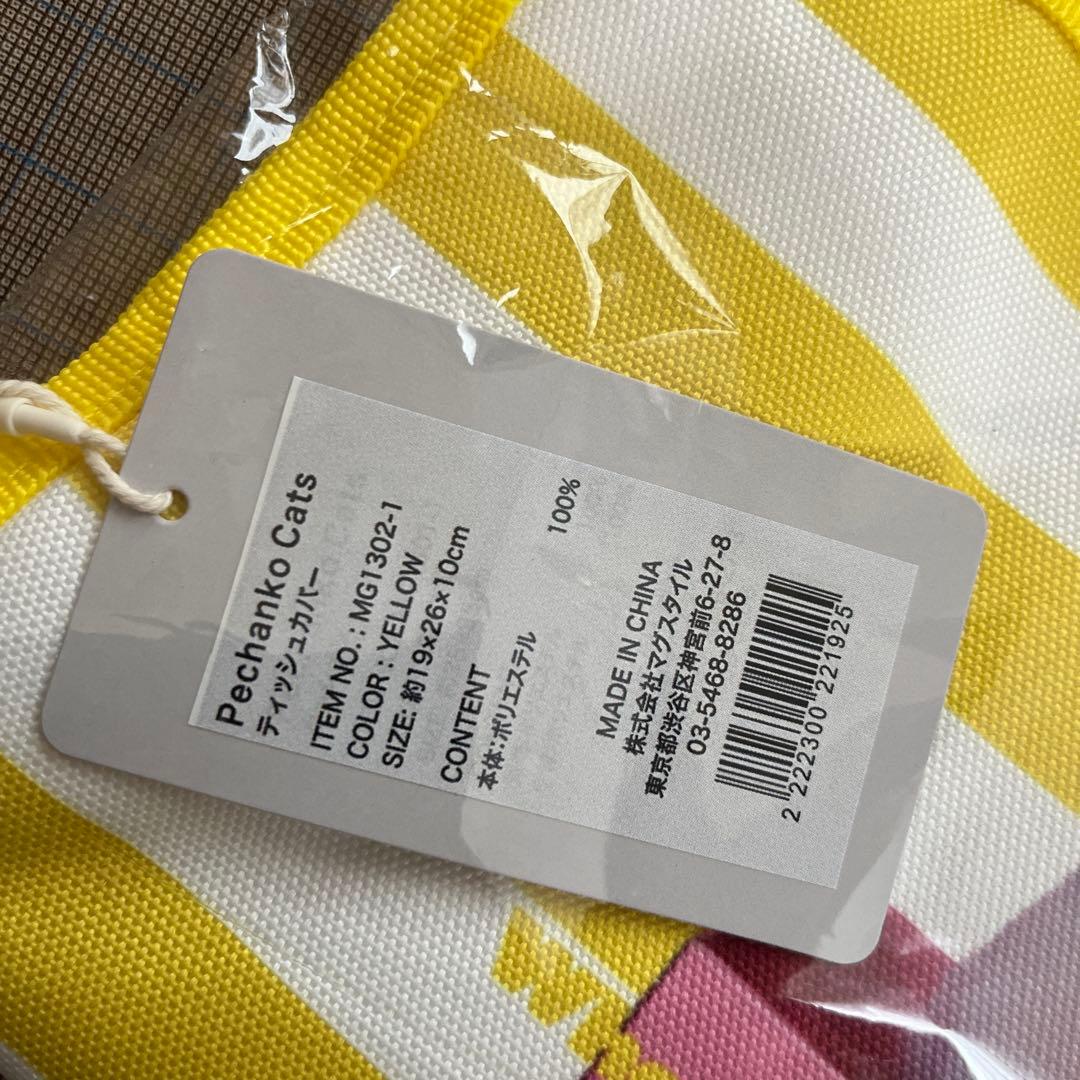 Pechanko Cats
ティッシュカバー
ITEM NO. : MG1302-1
COLOR : YELLOW
SIZE: 約19×26×10cm
CONTENT
本体:ポリエステル 100%
MADE IN CHINA
株式会社マグスタイル
東京都渋谷区神宮前6-27-8
03-5468-8286
2 222300 221925